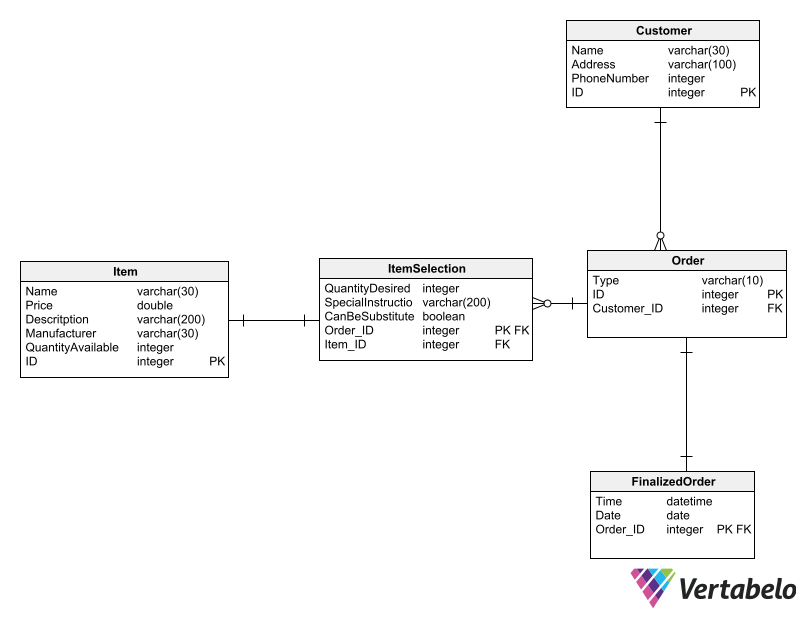 Customer
Name varchar(30)
Address varchar(100)
PhoneNumber integer
ID integer PK
Item
Name varchar(30)
Price double
Descritption varchar(200)
Manufacturer varchar(30)
QuantityAvailable integer
ID integer PK
ItemSelection
QuantityDesired integer
SpecialInstructio varchar(200)
CanBeSubstitute boolean
Order_ID integer PK FK
Item_ID integer FK
Order
Type varchar(10)
ID integer PK
Customer_ID integer FK
FinalizedOrder
Time datetime
Date date
Order_ID integer PK FK
Vertabelo